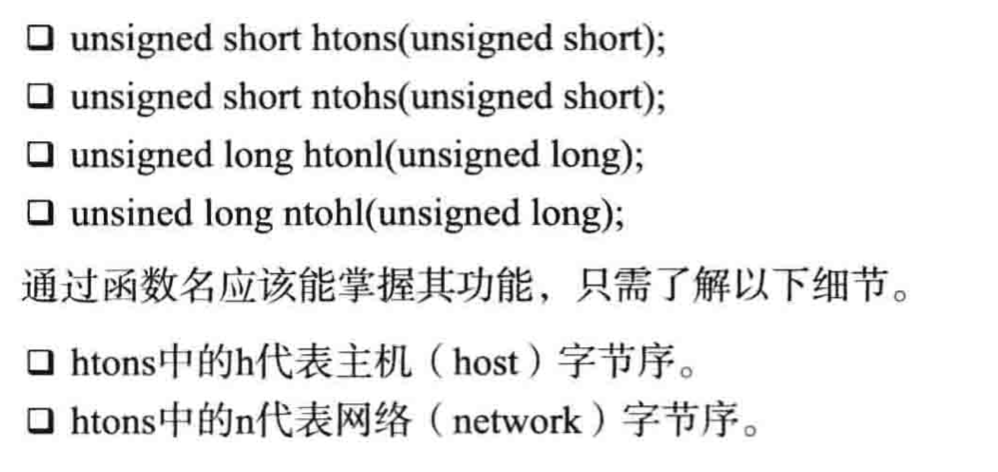 ❑ unsigned short htons(unsigned short);
❑ unsigned short ntohs(unsigned short);
❑ unsigned long htonl(unsigned long);
❑ unsined long ntohl(unsigned long);
通过函数名应该能掌握其功能，只需了解以下细节。
❑ htons中的h代表主机（host）字节序。
❑ htons中的n代表网络（network）字节序。